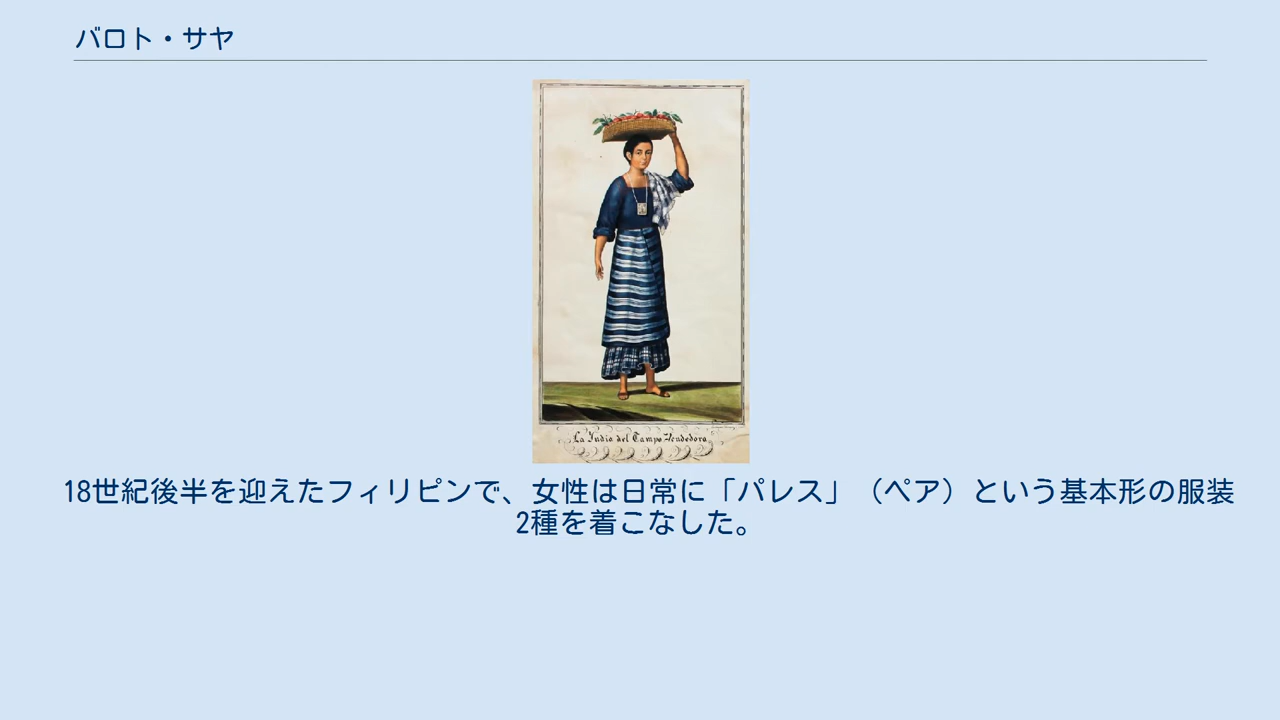 バロト・サヤ
La India del Campo Vendedora
18世紀後半を迎えたフィリピンで、女性は日常に「パレス」（ペア）という基本形の服装
2種を着こなした。